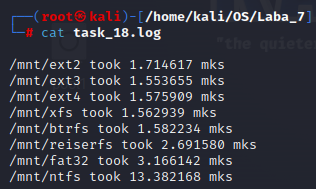 ┌──(root㉿kali)-[/home/kali/OS/Laba_7]
└─# cat task_18.log
/mnt/ext2 took 1.714617 mks
/mnt/ext3 took 1.553655 mks
/mnt/ext4 took 1.575909 mks
/mnt/xfs took 1.562939 mks
/mnt/btrfs took 1.582234 mks
/mnt/reiserfs took 2.691580 mks
/mnt/fat32 took 3.166142 mks
/mnt/ntfs took 13.382168 mks